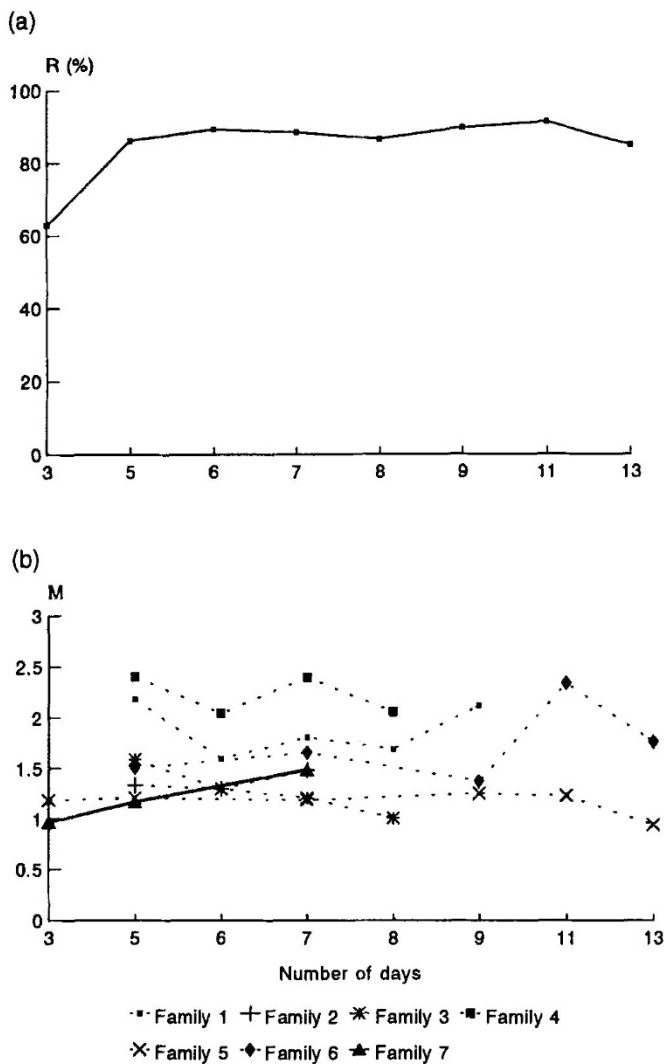 (a)
R (%)
100
80
60
40
20
0
3 5 6 7 8 9 11 13
(b)
M
3
2.5
2
1.5
1
0.5
0
3 5 6 7 8 9 11 13
Number of days
Family 1 Family 2 Family 3 Family 4
Family 5 Family 6 Family 7